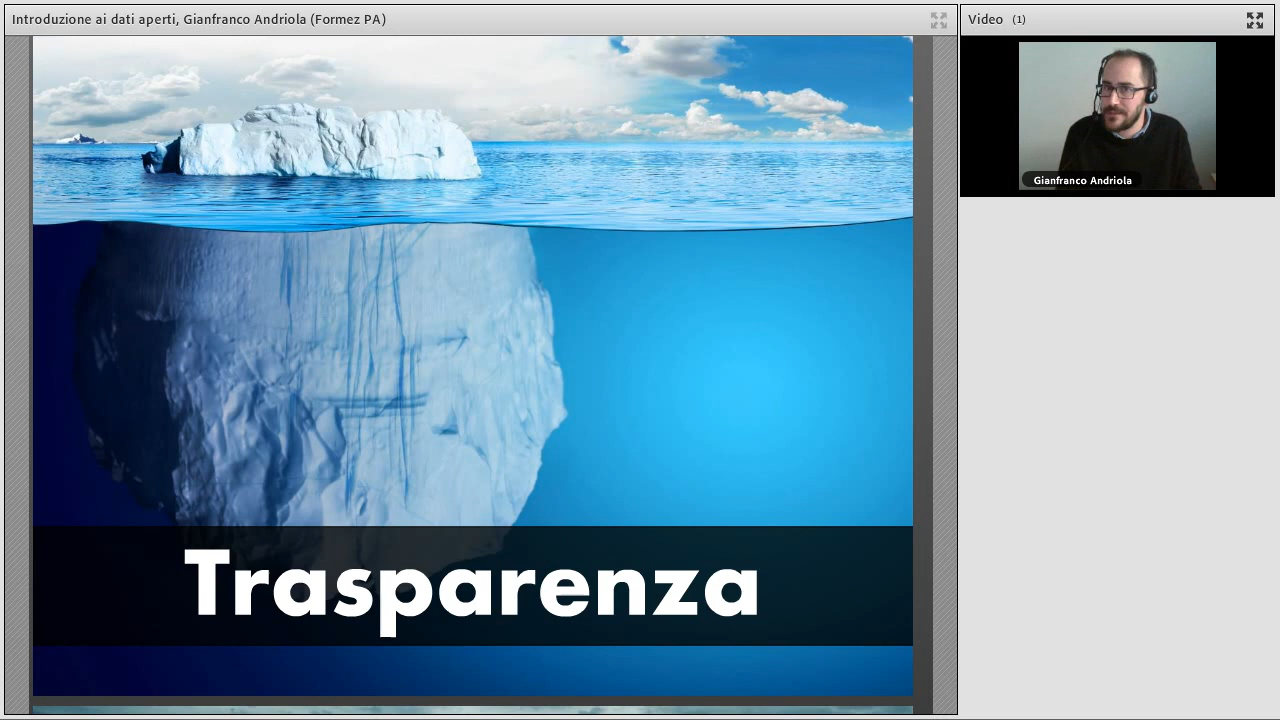 Introduzione ai dati aperti, Gianfranco Andriola (Formez PA)
Video (1)
Gianfranco Andriola
Trasparenza